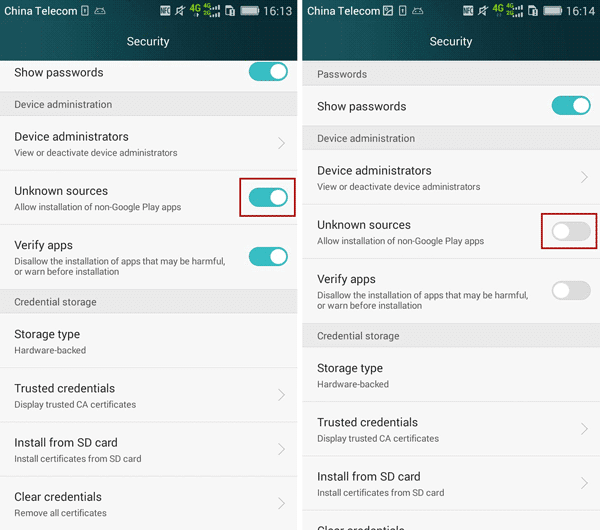 China Telecom
4G 4G 2G
16:13
Security
Show passwords
Device administration
Device administrators
View or deactivate device administrators
Unknown sources
Allow installation of non-Google Play apps
Verify apps
Disallow the installation of apps that may be harmful,
or warn before installation
Credential storage
Storage type
Hardware-backed
Trusted credentials
Display trusted CA certificates
Install from SD card
Install certificates from SD card
Clear credentials
Remove all certificates
China Telecom
4G 4G 2G
16:14
Security
Passwords
Show passwords
Device administration
Device administrators
View or deactivate device administrators
Unknown sources
Allow installation of non-Google Play apps
Verify apps
Disallow the installation of apps that may be harmful,
or warn before installation
Credential storage
Storage type
Hardware-backed
Trusted credentials
Display trusted CA certificates
Install from SD card
Install certificates from SD card
Clear credentials